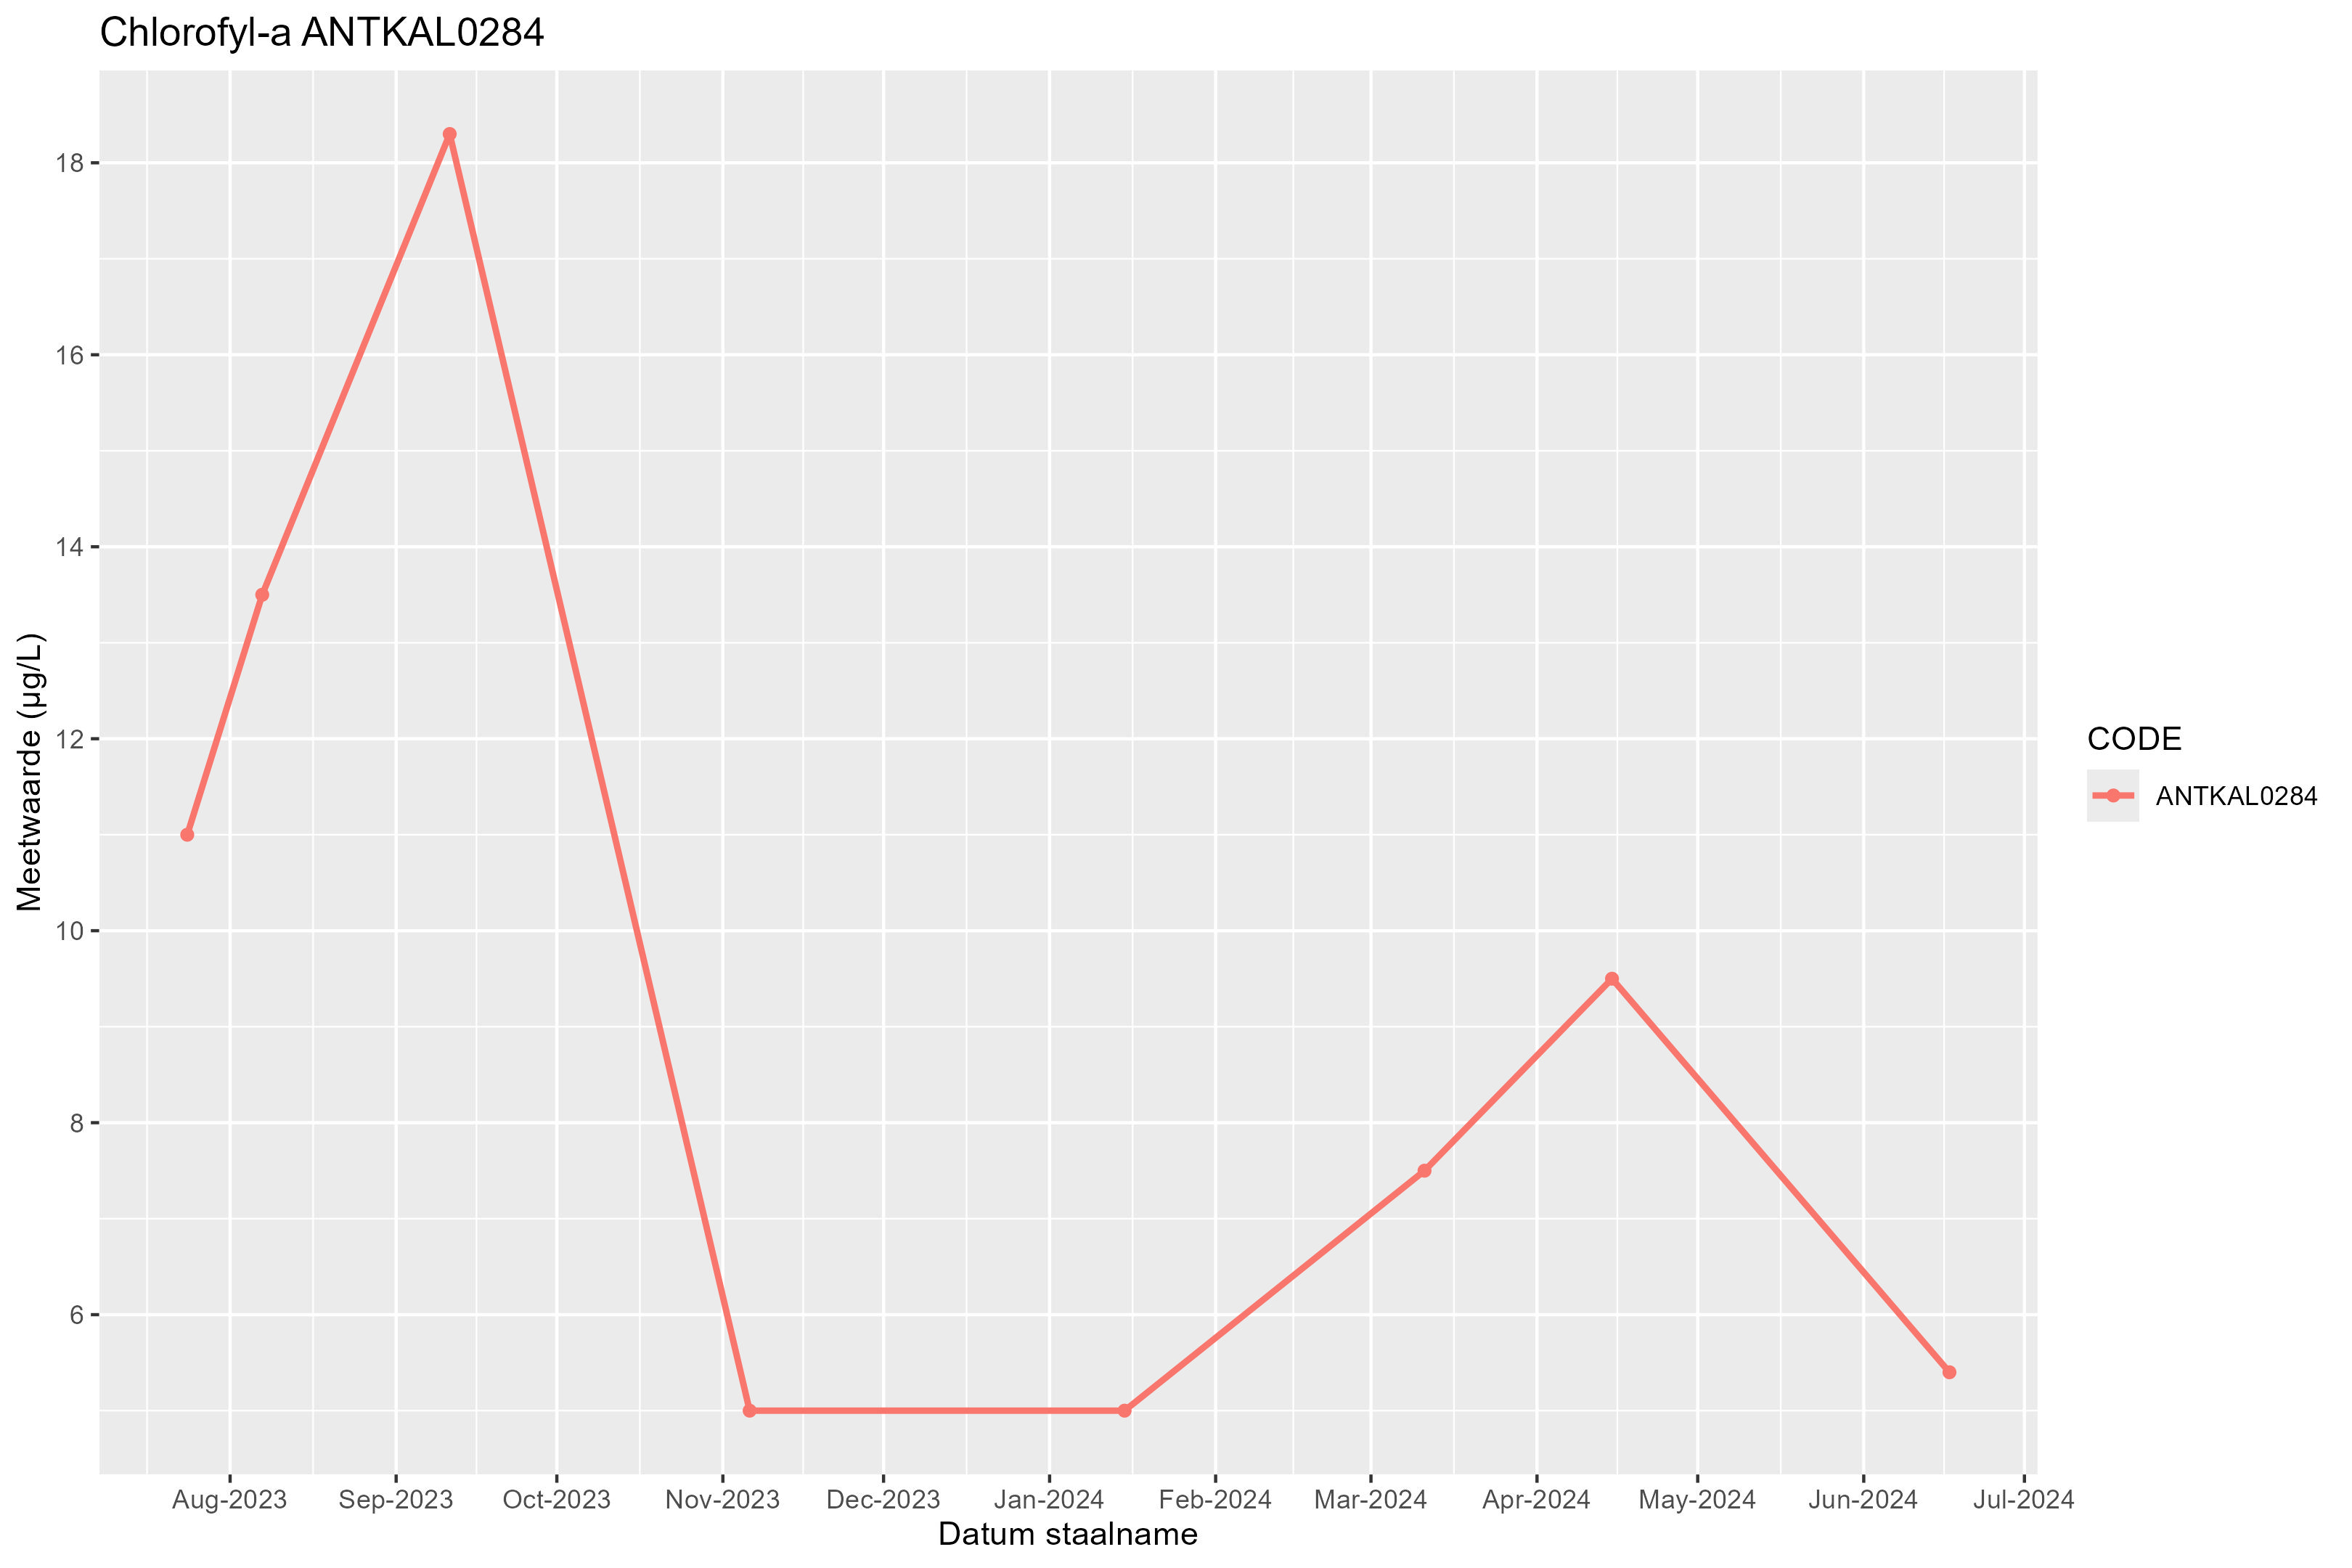 Chlorofyl-a ANTKAL0284
Meetwaarde (µg/L)
18
16
14
12
10
8
6
Aug-2023 Sep-2023 Oct-2023 Nov-2023 Dec-2023 Jan-2024 Feb-2024 Mar-2024 Apr-2024 May-2024 Jun-2024 Jul-2024
Datum staalname
CODE
ANTKAL0284